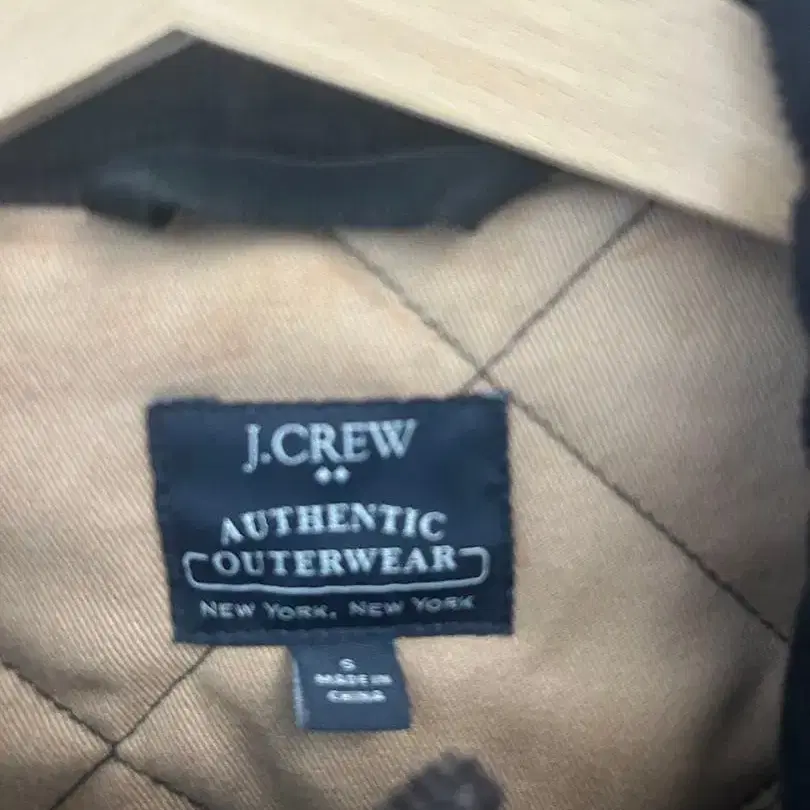 J.CREW
AUTHENTIC
OUTERWEAR
NEW YORK, NEW YORK
S
MADE IN
CHINA